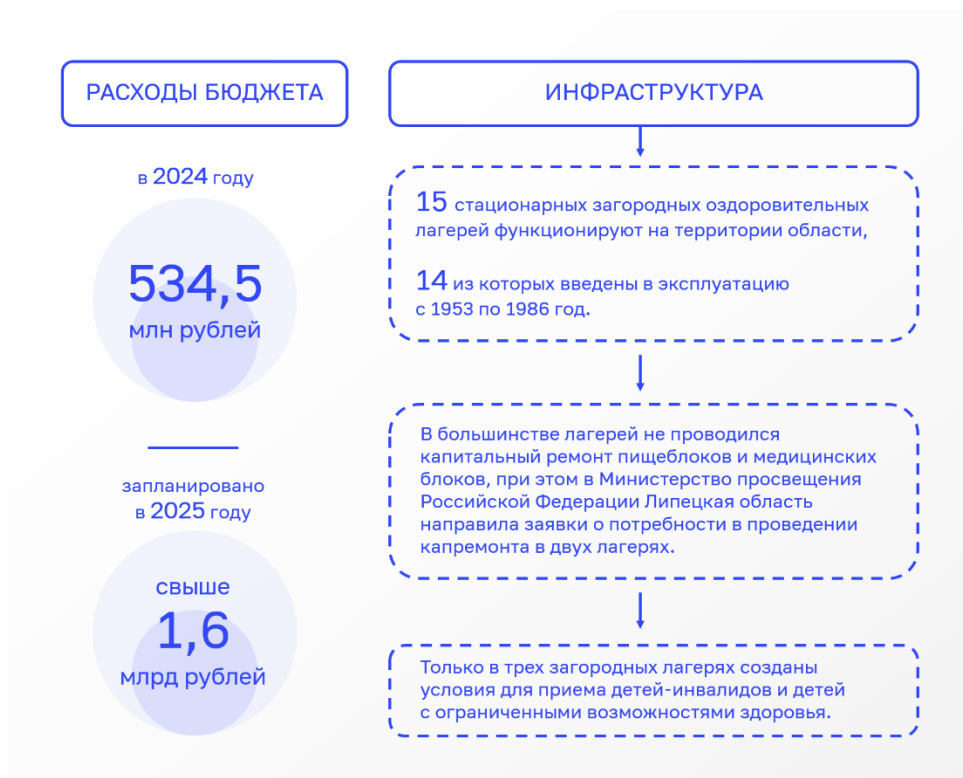 РАСХОДЫ БЮДЖЕТА
в 2024 году
534,5
млн рублей
запланировано
в 2025 году
свыше
1,6
млрд рублей
ИНФРАСТРУКТУРА
15 стационарных загородных оздоровительных
лагерей функционируют на территории области,
14 из которых введены в эксплуатацию
с 1953 по 1986 год.
В большинстве лагерей не проводился
капитальный ремонт пищеблоков и медицинских
блоков, при этом в Министерство просвещения
Российской Федерации Липецкая область
направила заявки о потребности в проведении
капремонта в двух лагерях.
Только в трех загородных лагерях созданы
условия для приема детей-инвалидов и детей
с ограниченными возможностями здоровья.